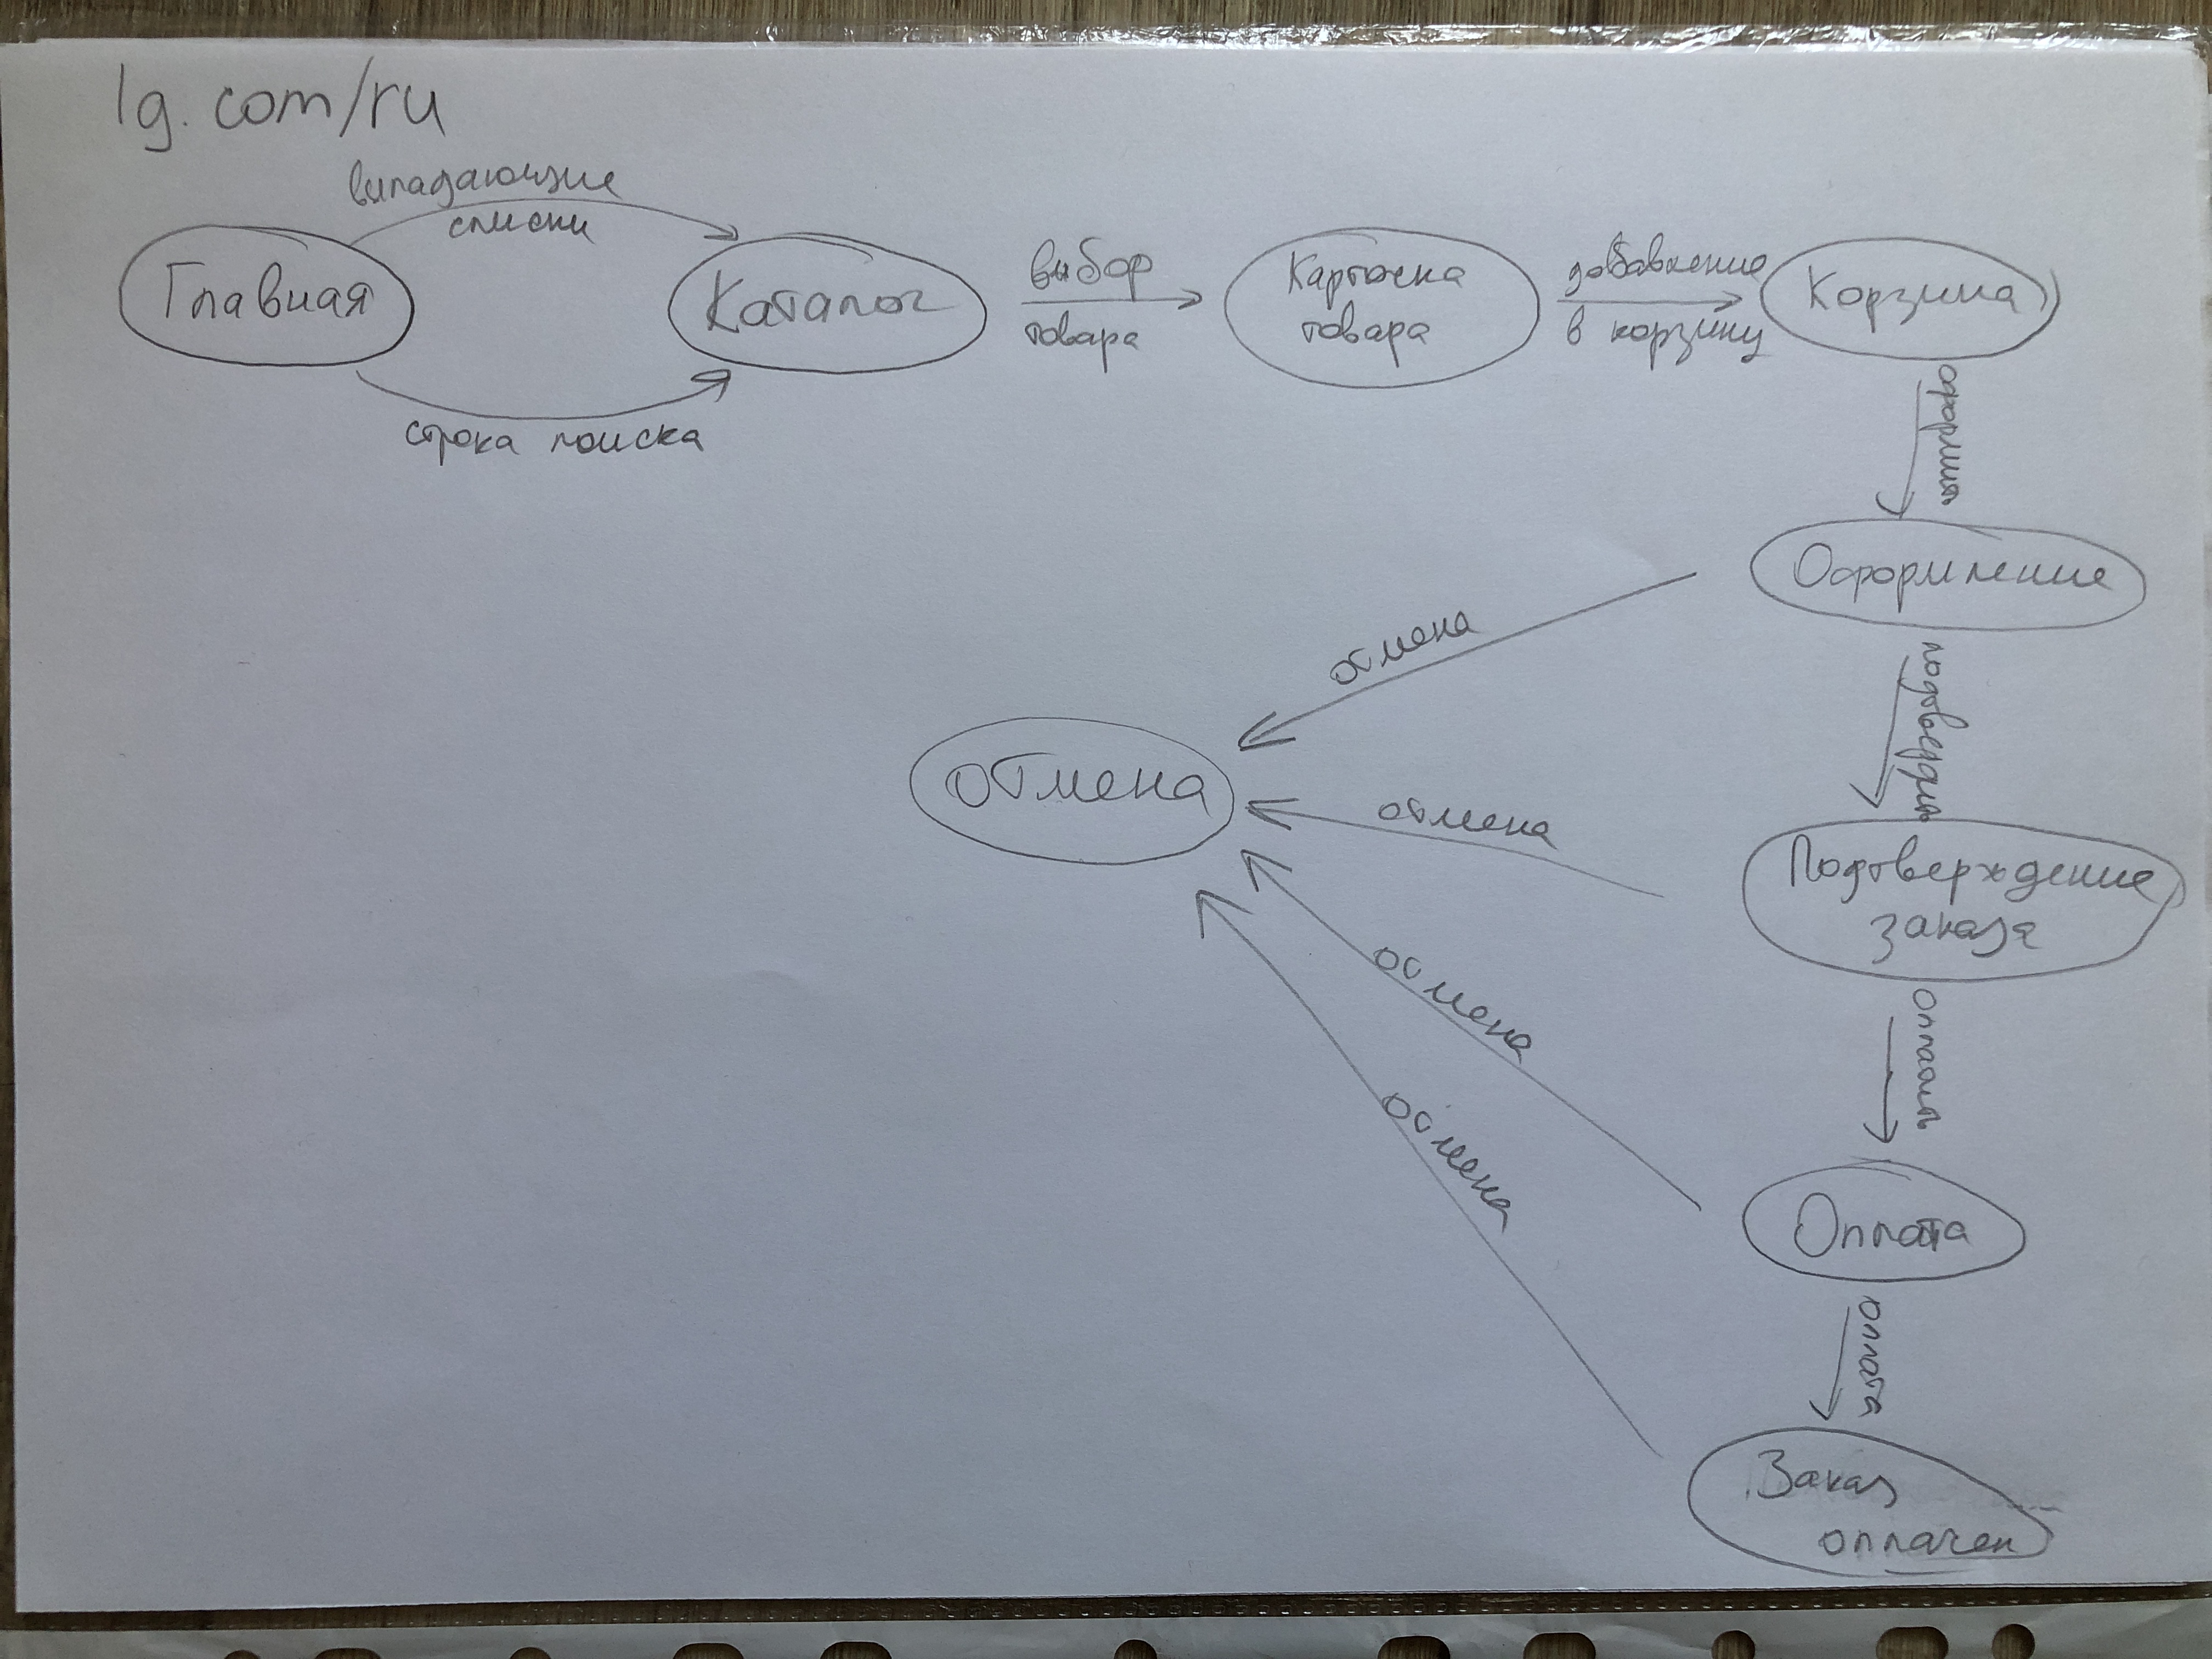 lg.com/ru
выпадающие
списки
Главная
Каталог
выбор
товара
Карточка
товара
добавление
в корзину
Корзина
строка поиска
оформить
Оформление
отмена
подтвердить
отмена
отмена
Подтверждение
заказа
отмена
оплатить
Оплата
отмена
оплата
Заказ
оплачен